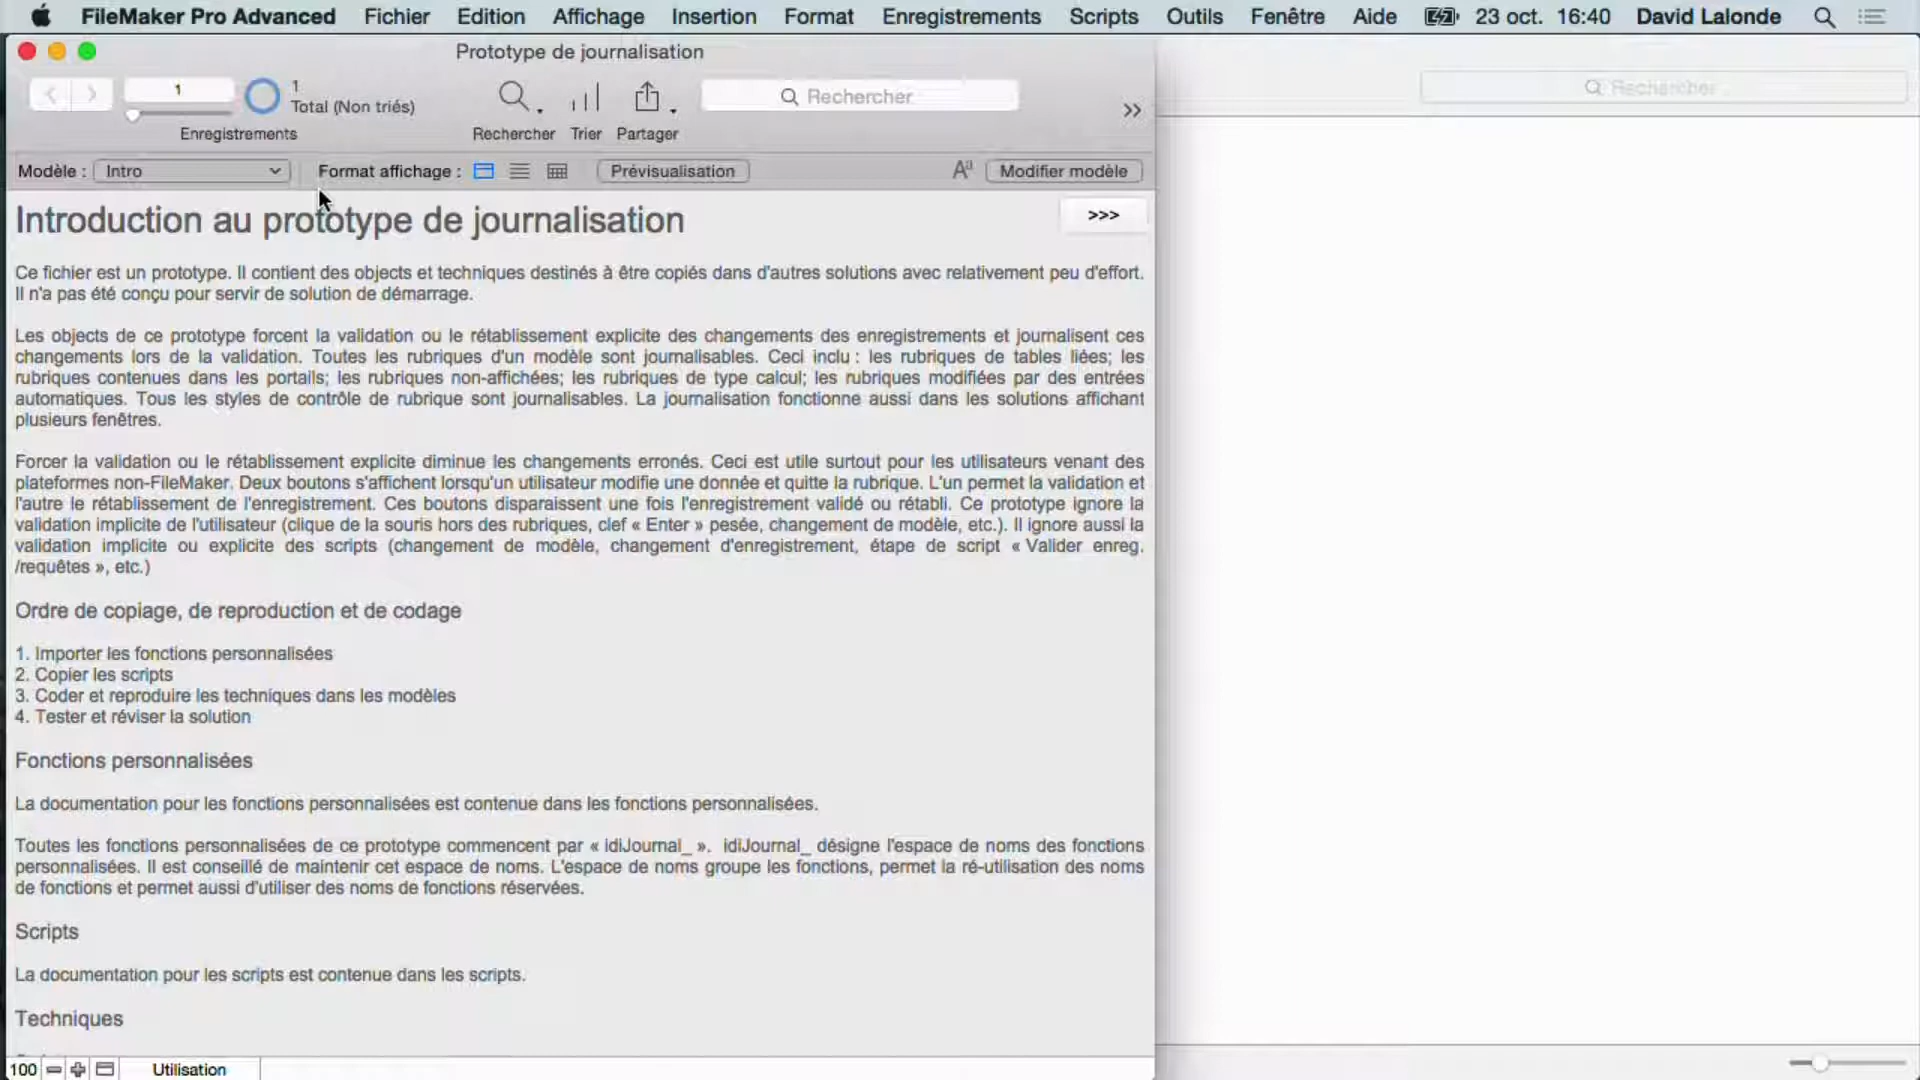 FileMaker Pro Advanced Fichier Edition Affichage Insertion Format Enregistrements Scripts Outils Fenêtre Aide 23 oct. 16:40 David Lalonde
Prototype de journalisation
1
1
Total (Non triés)
Rechercher
Rechercher
Enregistrements
Rechercher Trier Partager
Modèle : Intro Format affichage : Prévisualisation Aª Modifier modèle
Introduction au prototype de journalisation
>>>
Ce fichier est un prototype. Il contient des objects et techniques destinés à être copiés dans d'autres solutions avec relativement peu d'effort.
Il n'a pas été conçu pour servir de solution de démarrage.
Les objects de ce prototype forcent la validation ou le rétablissement explicite des changements des enregistrements et journalisent ces
changements lors de la validation. Toutes les rubriques d'un modèle sont journalisables. Ceci inclu : les rubriques de tables liées; les
rubriques contenues dans les portails; les rubriques non-affichées; les rubriques de type calcul; les rubriques modifiées par des entrées
automatiques. Tous les styles de contrôle de rubrique sont journalisables. La journalisation fonctionne aussi dans les solutions affichant
plusieurs fenêtres.
Forcer la validation ou le rétablissement explicite diminue les changements erronés. Ceci est utile surtout pour les utilisateurs venant des
plateformes non-FileMaker. Deux boutons s'affichent lorsqu'un utilisateur modifie une donnée et quitte la rubrique. L'un permet la validation et
l'autre le rétablissement de l'enregistrement. Ces boutons disparaissent une fois l'enregistrement validé ou rétabli. Ce prototype ignore la
validation implicite de l'utilisateur (clique de la souris hors des rubriques, clef « Enter » pesée, changement de modèle, etc.). Il ignore aussi la
validation implicite ou explicite des scripts (changement de modèle, changement d'enregistrement, étape de script « Valider enreg.
/requêtes », etc.)
Ordre de copiage, de reproduction et de codage
1. Importer les fonctions personnalisées
2. Copier les scripts
3. Coder et reproduire les techniques dans les modèles
4. Tester et réviser la solution
Fonctions personnalisées
La documentation pour les fonctions personnalisées est contenue dans les fonctions personnalisées.
Toutes les fonctions personnalisées de ce prototype commencent par « idiJournal_ ». idiJournal_ désigne l'espace de noms des fonctions
personnalisées. Il est conseillé de maintenir cet espace de noms. L'espace de noms groupe les fonctions, permet la ré-utilisation des noms
de fonctions et permet aussi d'utiliser des noms de fonctions réservées.
Scripts
La documentation pour les scripts est contenue dans les scripts.
Techniques
100 Utilisation